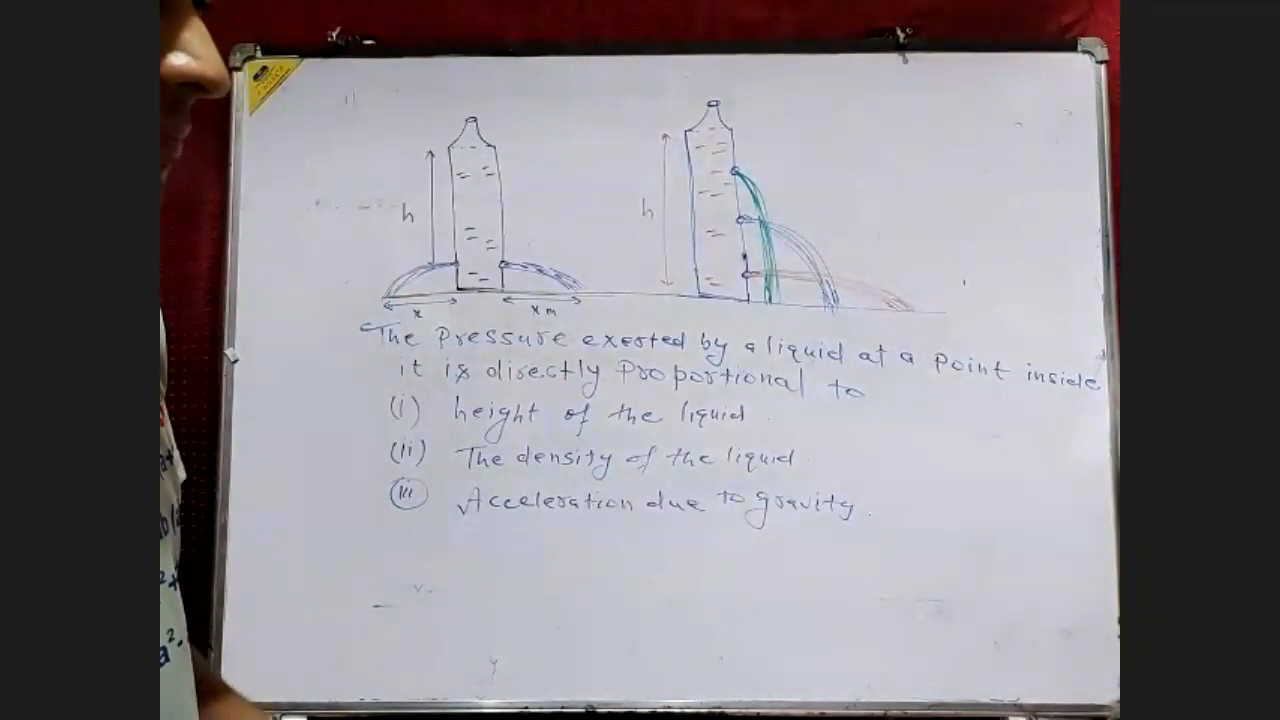 h
h
x
x m
The Pressure exerted by a liquid at a point inside
it is directly Proportional to
(i) height of the liquid.
(ii) The density of the liquid.
(iii) Acceleration due to gravity.